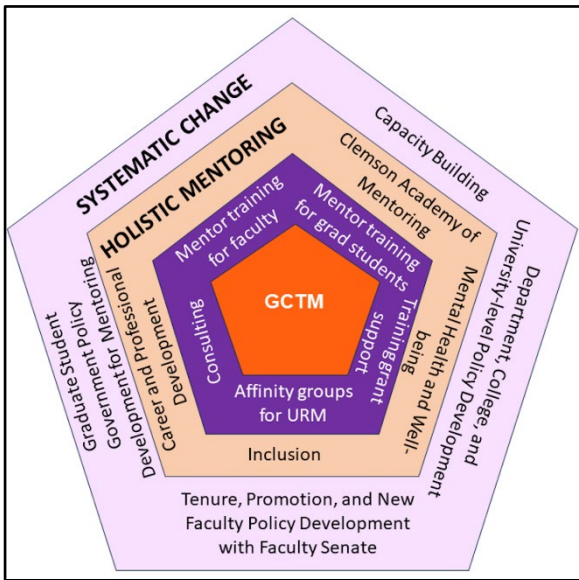 SYSTEMATIC CHANGE
Capacity Building
Department, College, and
University-level Policy Development
Tenure, Promotion, and New
Faculty Policy Development
with Faculty Senate
Graduate Student
Government Policy
Development for Mentoring
HOLISTIC MENTORING
Clemson Academy of
Mentoring
Mental Health and Well-
being
Inclusion
Career and Professional
Development
Mentor training
for faculty
Mentor training
for grad students
Training grant
support
Affinity groups
for URM
Consulting
GCTM